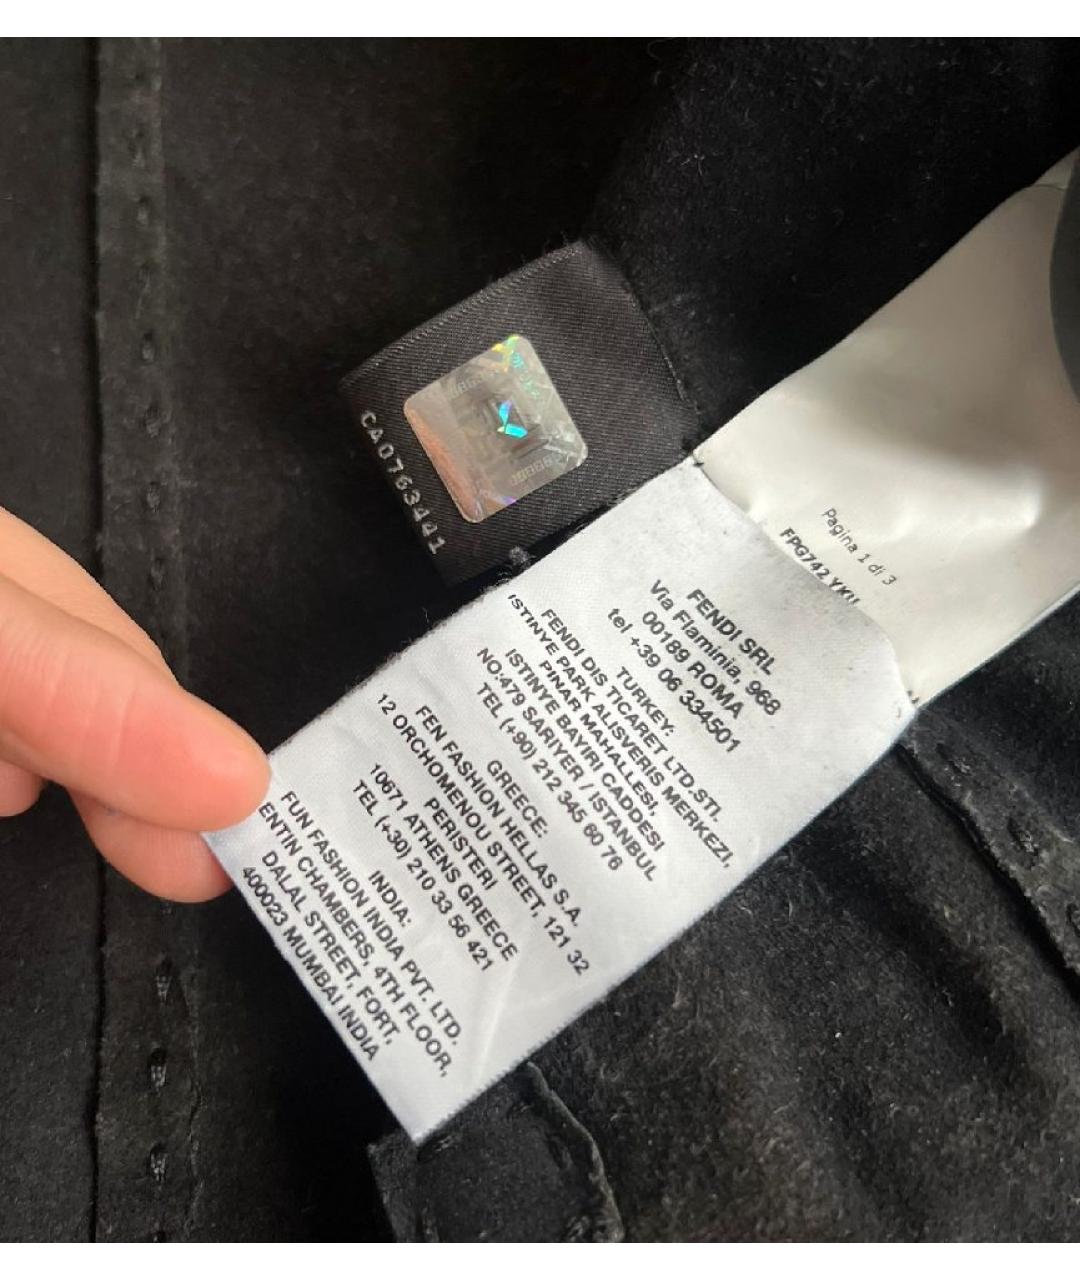 CA0763441
Pagina 1 di 3
FPG742
FENDI SRL
Via Flaminia, 968
00189 ROMA
tel +39 06 334501
TURKEY:
FENDI DIS TICARET LTD.STI.
ISTINYE PARK ALISVERIS MERKEZI,
PINAR MAHALLESI,
ISTINYE BAYIRI CADDESI
NO:479 SARIYER / ISTANBUL
TEL (+90) 212 345 60 76
GREECE:
FEN FASHION HELLAS S.A.
12 ORCHOMENOU STREET, 121 32
PERISTERI
10671 ATHENS GREECE
TEL (+30) 210 33 56 421
INDIA:
FUN FASHION INDIA PVT. LTD.
ENTIN CHAMBERS, 4TH FLOOR,
DALAL STREET, FORT,
400023 MUMBAI INDIA